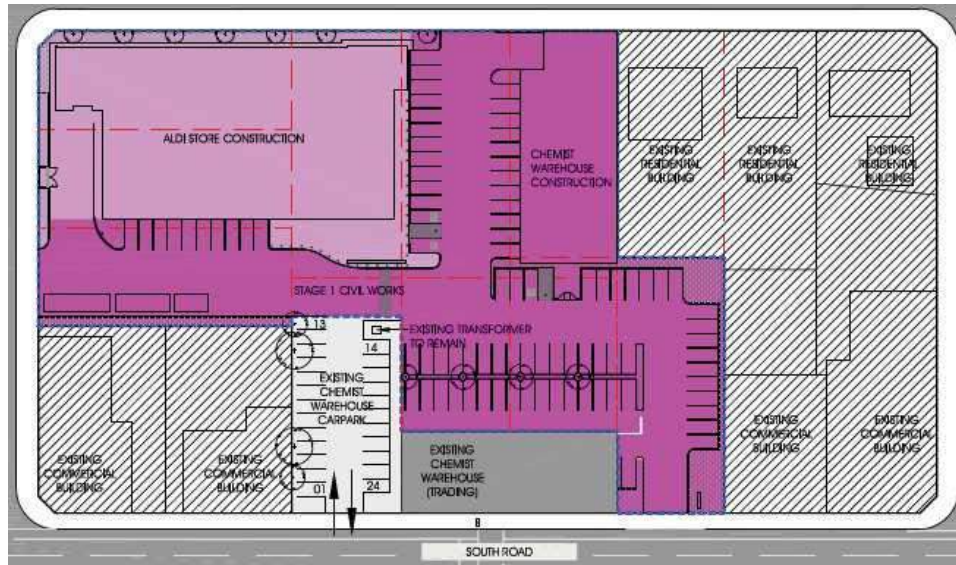 ALDI STORE CONSTRUCTION
CHEMIST
WAREHOUSE
CONSTRUCTION
EXISTING
RESIDENTIAL
BUILDING
EXISTING
RESIDENTIAL
BUILDING
EXISTING
RESIDENTIAL
BUILDING
STAGE 1 CIVIL WORKS
13
14
EXISTING TRANSFORMER
TO REMAIN
EXISTING
CHEMIST
WAREHOUSE
CARPARK
01
24
EXISTING
COMMERCIAL
BUILDING
EXISTING
COMMERCIAL
BUILDING
EXISTING
CHEMIST
WAREHOUSE
(TRADING)
EXISTING
COMMERCIAL
BUILDING
EXISTING
COMMERCIAL
BUILDING
B
SOUTH ROAD